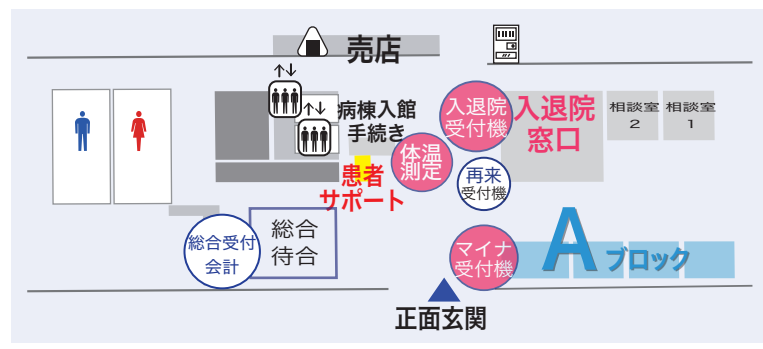 売店
病棟入館
手続き
入退院
受付機
入退院
窓口
相談室
2
相談室
1
体温
測定
患者
サポート
再来
受付機
総合受付
会計
総合
待合
マイナ
受付機
Aブロック
正面玄関